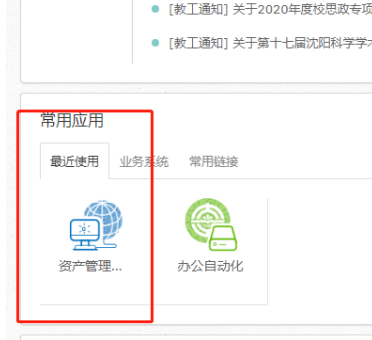 [教工通知] 关于2020年度校思政专项
[教工通知] 关于第十七届沈阳科学学
常用应用
最近使用 业务系统 常用链接
资产管理... 办公自动化